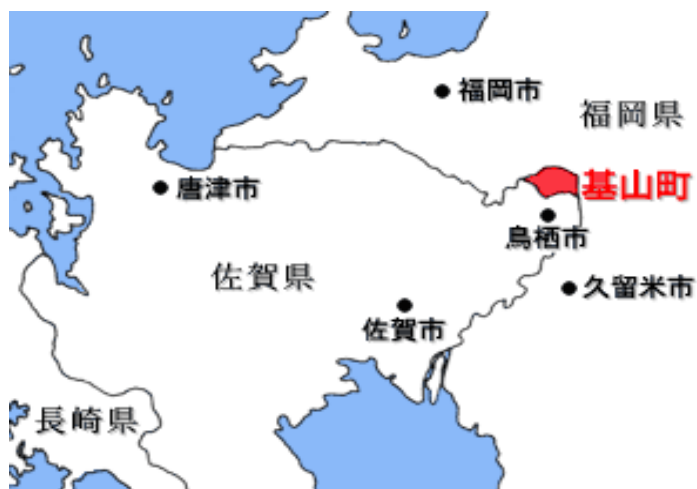 福岡市
福岡県
唐津市
基山町
鳥栖市
佐賀県
久留米市
佐賀市
長崎県